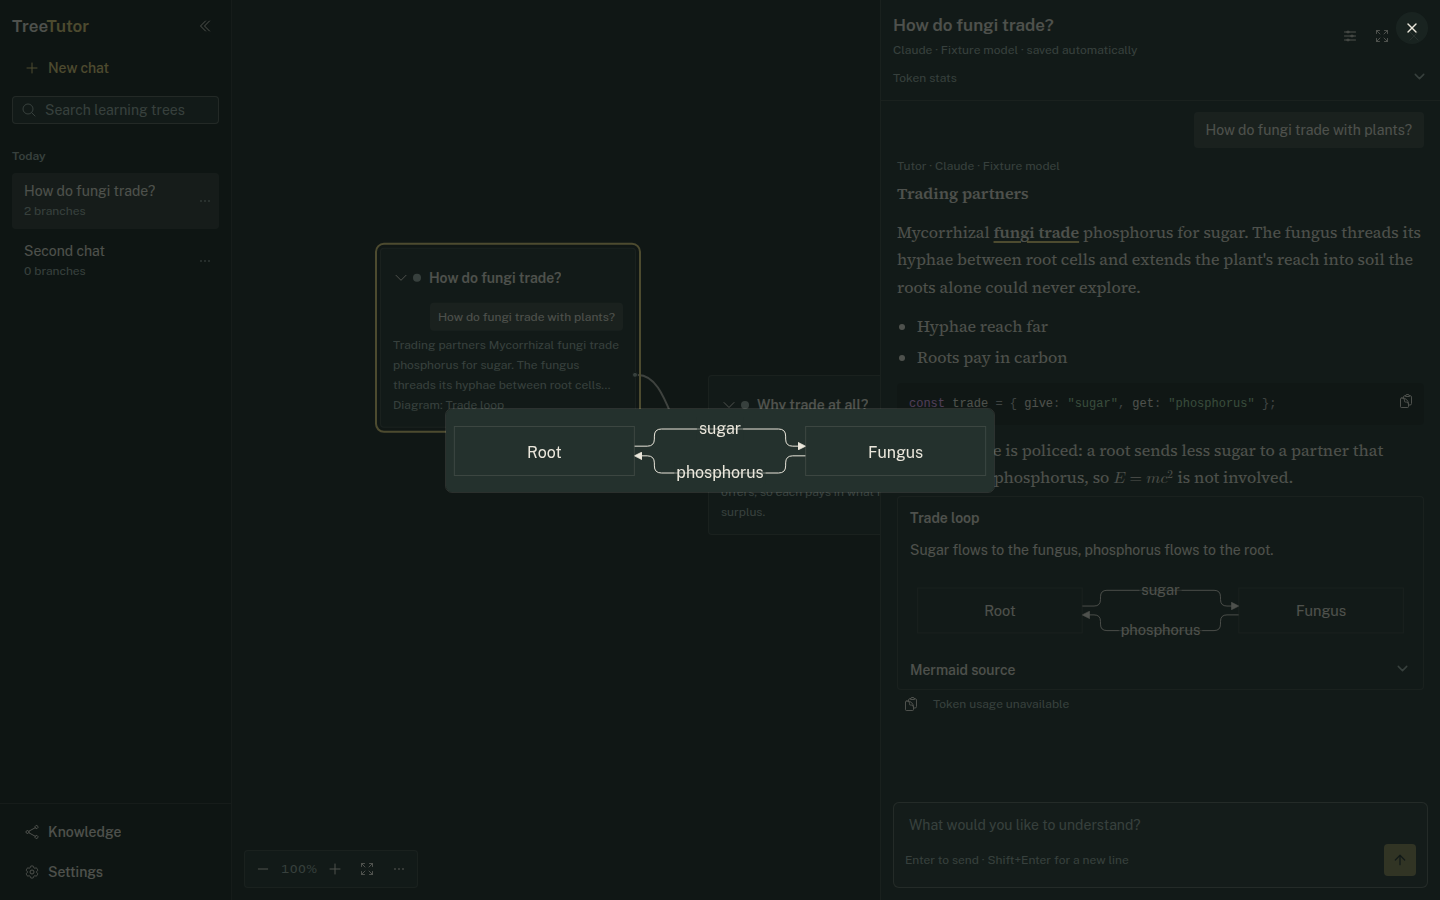 TreeTutor
New chat
Search learning trees
Today
How do fungi trade?
2 branches
Second chat
0 branches
Knowledge
Settings
How do fungi trade?
How do fungi trade with plants?
Trading partners Mycorrhizal fungi trade
phosphorus for sugar. The fungus
threads its hyphae between root cells...
Diagram: Trade loop
Why trade at all?
surplus.
100%
Root
sugar
phosphorus
Fungus
How do fungi trade?
Claude · Fixture model · saved automatically
Token stats
How do fungi trade with plants?
Tutor · Claude · Fixture model
Trading partners
Mycorrhizal fungi trade phosphorus for sugar. The fungus threads its
hyphae between root cells and extends the plant's reach into soil the
roots alone could never explore.
Hyphae reach far
Roots pay in carbon
const trade = { give: "sugar", get: "phosphorus" };
is policed: a root sends less sugar to a partner that
phosphorus, so E = mc² is not involved.
Trade loop
Sugar flows to the fungus, phosphorus flows to the root.
Root
sugar
phosphorus
Fungus
Mermaid source
Token usage unavailable
What would you like to understand?
Enter to send · Shift+Enter for a new line